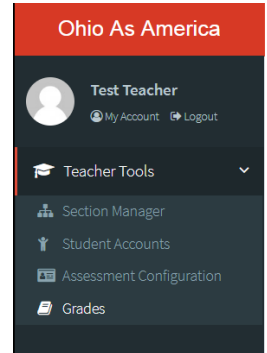 Ohio As America
Test Teacher
My Account Logout
Teacher Tools
Section Manager
Student Accounts
Assessment Configuration
Grades